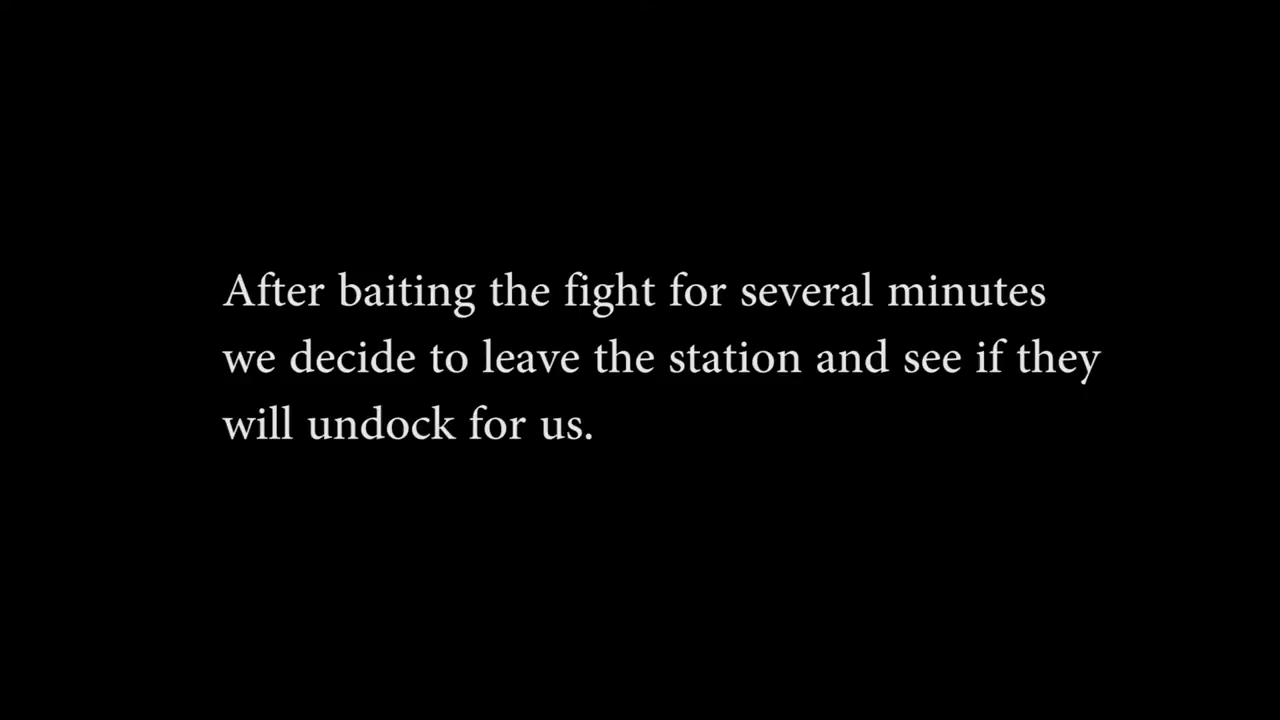 After baiting the fight for several minutes
we decide to leave the station and see if they
will undock for us.